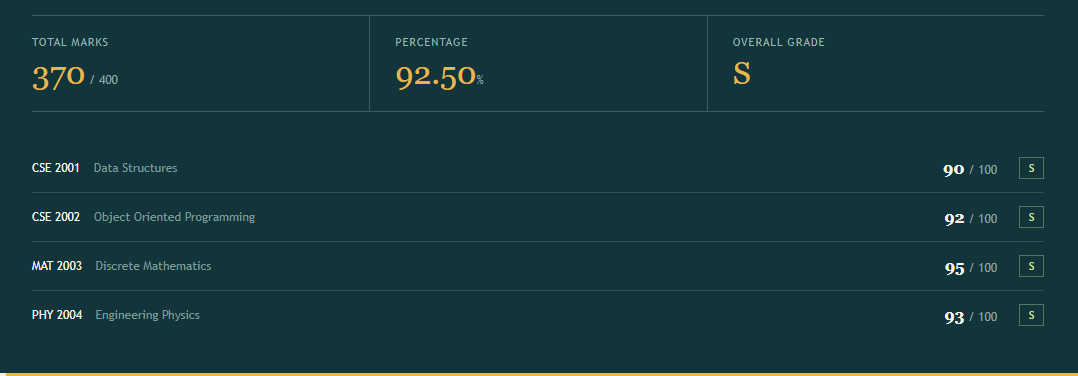 TOTAL MARKS PERCENTAGE OVERALL GRADE
370 / 400 92.50% S
CSE 2001 Data Structures 90 / 100 S
CSE 2002 Object Oriented Programming 92 / 100 S
MAT 2003 Discrete Mathematics 95 / 100 S
PHY 2004 Engineering Physics 93 / 100 S